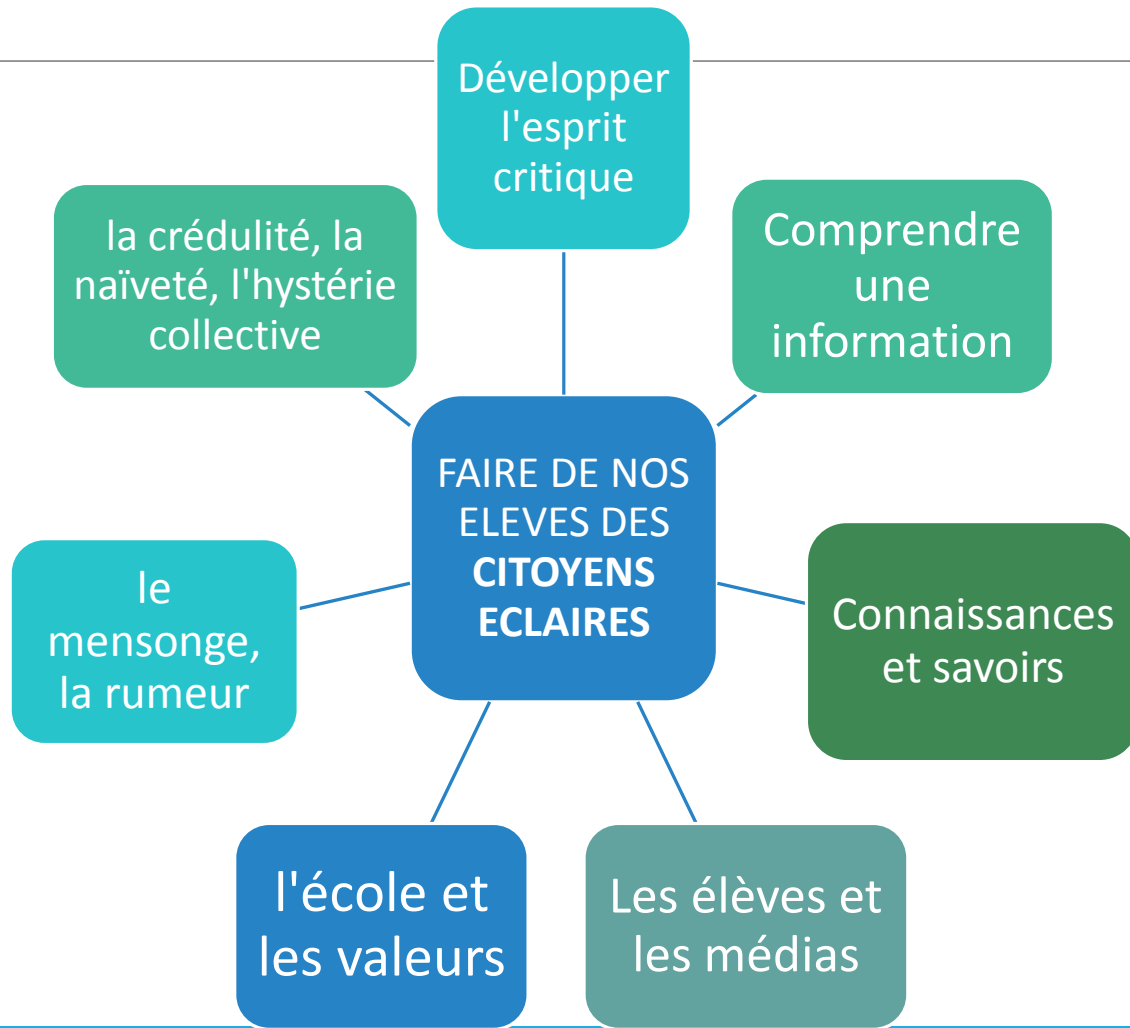 Développer
l'esprit
critique
la crédulité, la
naïveté, l'hystérie
collective
Comprendre
une
information
FAIRE DE NOS
ELEVES DES
CITOYENS
ECLAIRES
le
mensonge,
la rumeur
Connaissances
et savoirs
l'école et
les valeurs
Les élèves et
les médias